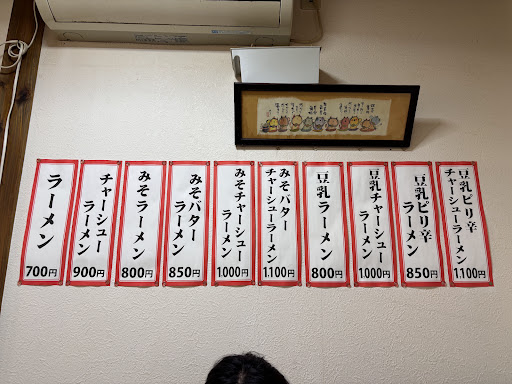 ラーメン
700円
チャーシュー
ラーメン
900円
みそラーメン
800円
みそバター
ラーメン
850円
みそチャーシュー
ラーメン
1.000円
みそバター
チャーシューラーメン
1.100円
豆乳ラーメン
800円
豆乳チャーシュー
ラーメン
1.000円
豆乳ピリ辛
ラーメン
850円
豆乳ピリ辛
チャーシューラーメン
1.100円